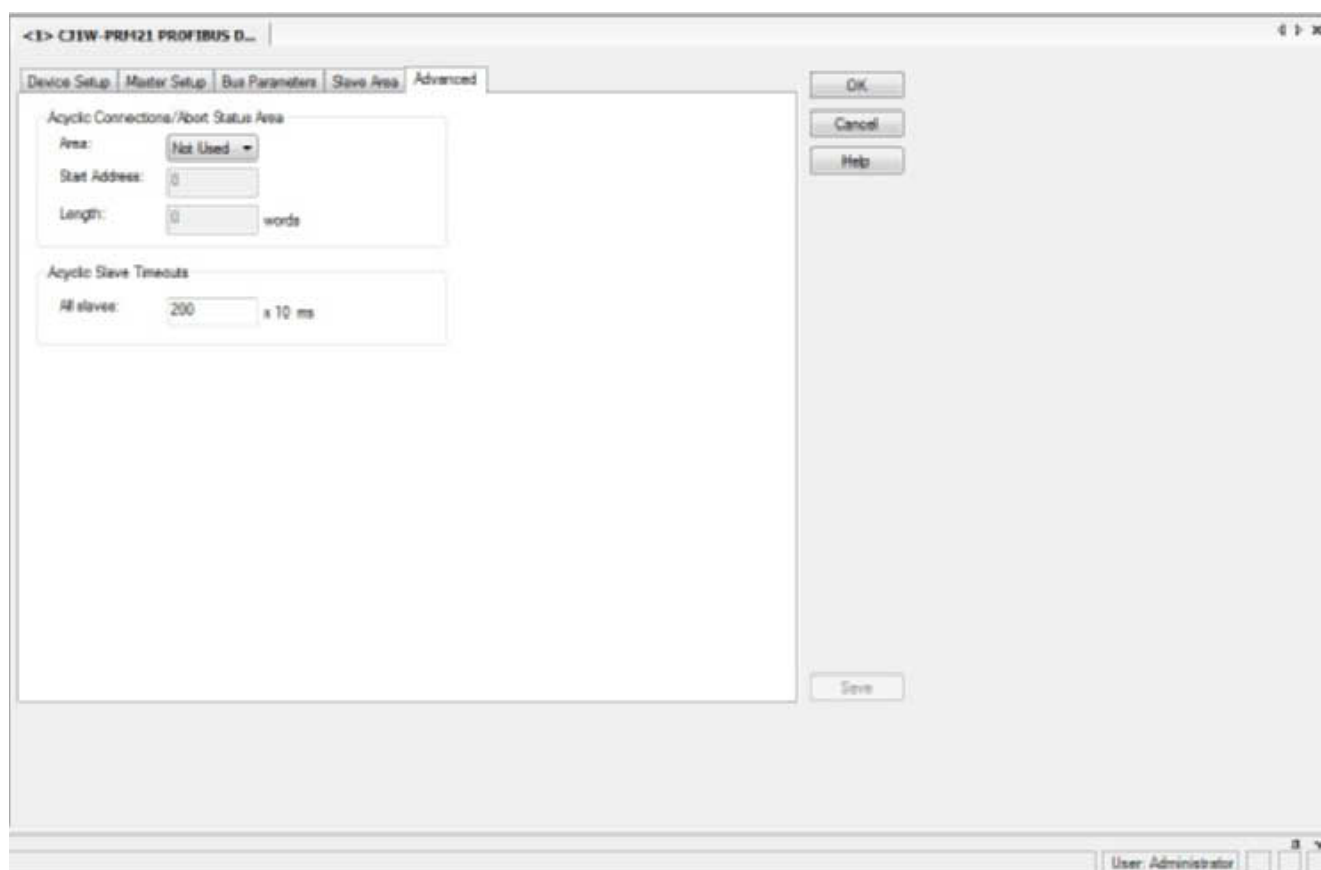 <1> CJ1W-PRM21 PROFIBUS D...
Device Setup Master Setup Bus Parameters Slave Area Advanced
OK
Cancel
Help
Acyclic Connections/Abort Status Area
Area: Not Used
Start Address: 0
Length: 0 words
Acyclic Slave Timeouts
All slaves: 200 x 10 ms
Save
User: Administrator